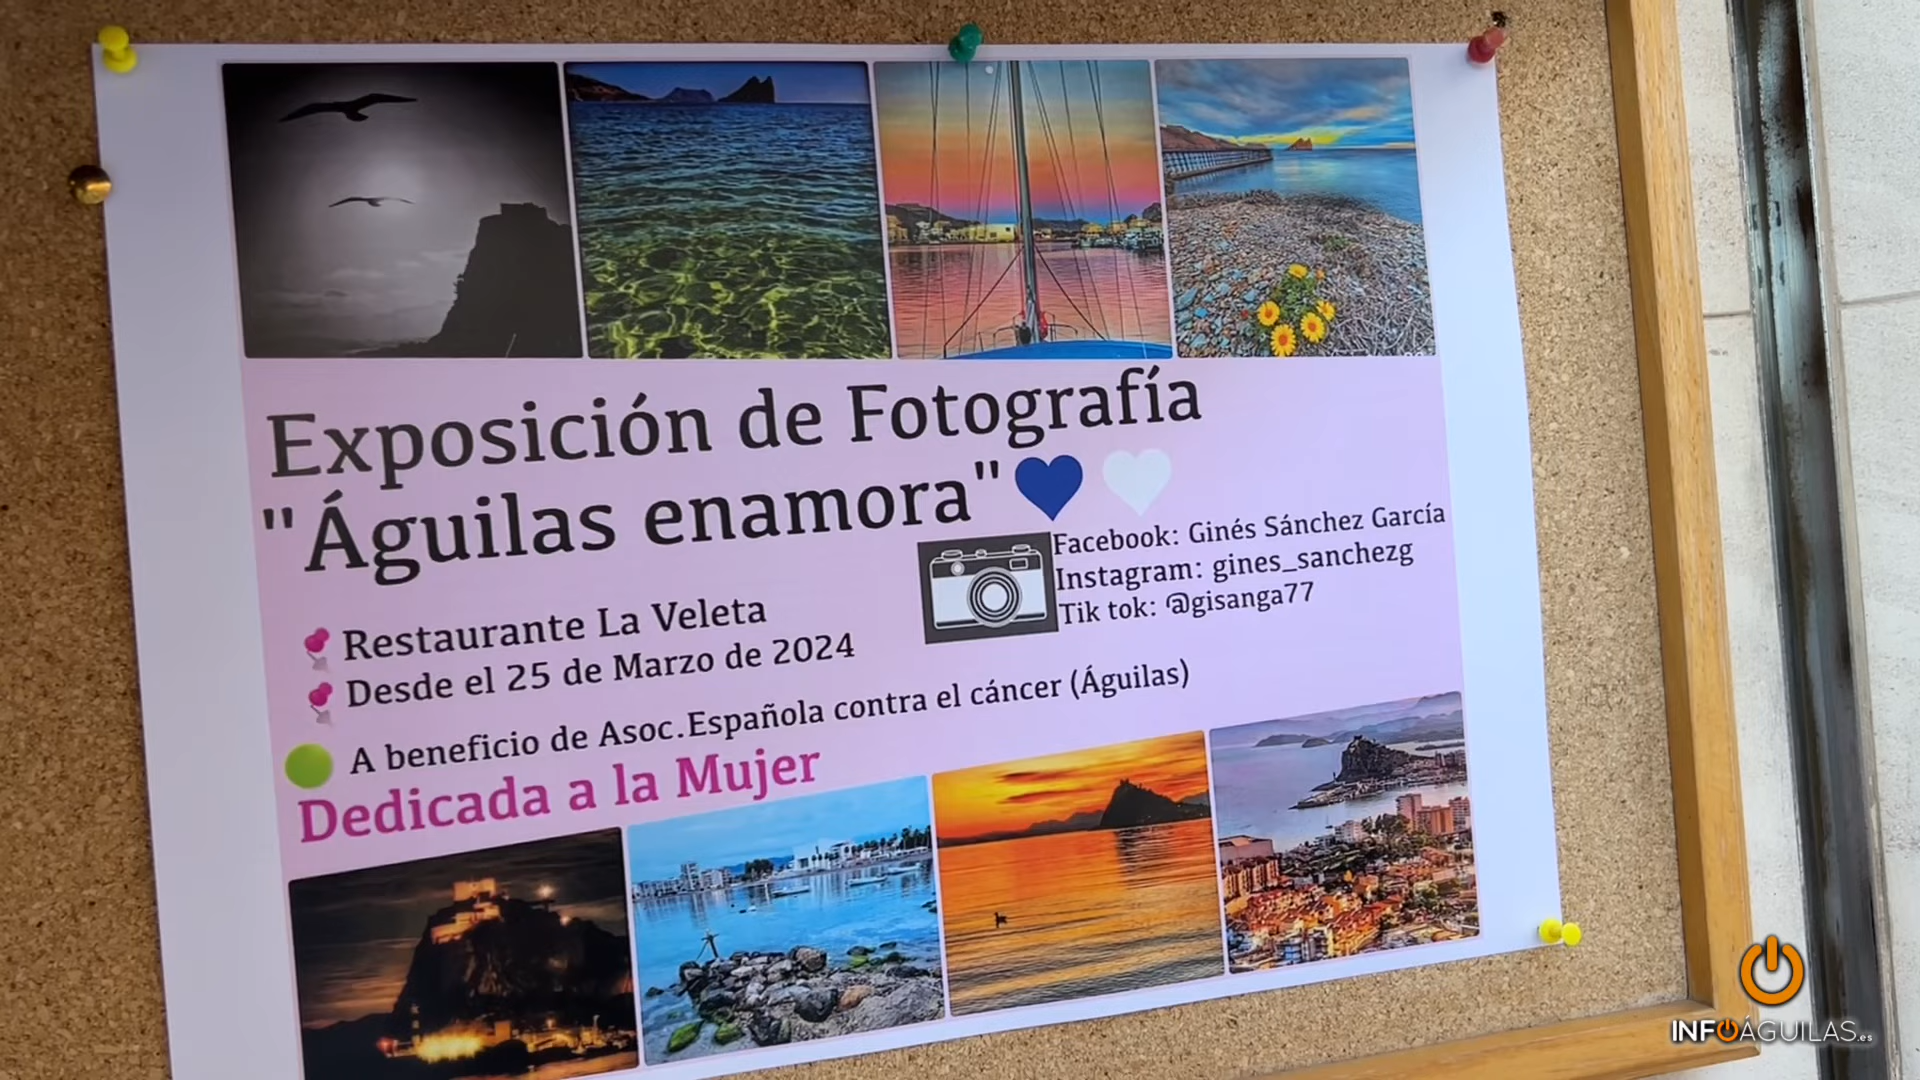 Exposición de Fotografía
"Águilas enamora"
Facebook: Ginés Sánchez García
Instagram: gines_sanchezg
Tik tok: @gisanga77
Restaurante La Veleta
Desde el 25 de Marzo de 2024
A beneficio de Asoc.Española contra el cáncer (Águilas)
Dedicada a la Mujer
INFOÁGUILAS.es